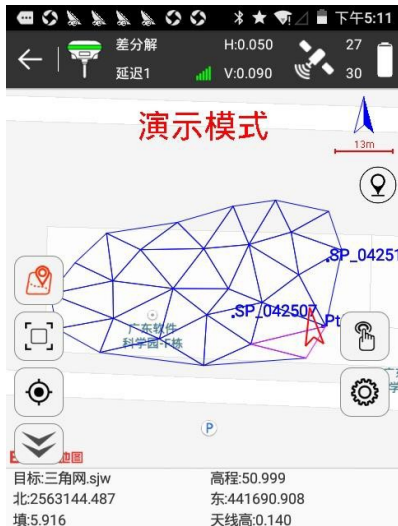 下午5:11
差分解 H:0.050 27
延迟1 V:0.090 30
演示模式
13m
SP_04251
SP_042507
Pt
广东软件
科学园-F栋
P
地图
目标:三角网.sjw 高程:50.999
北:2563144.487 东:441690.908
填:5.916 天线高:0.140